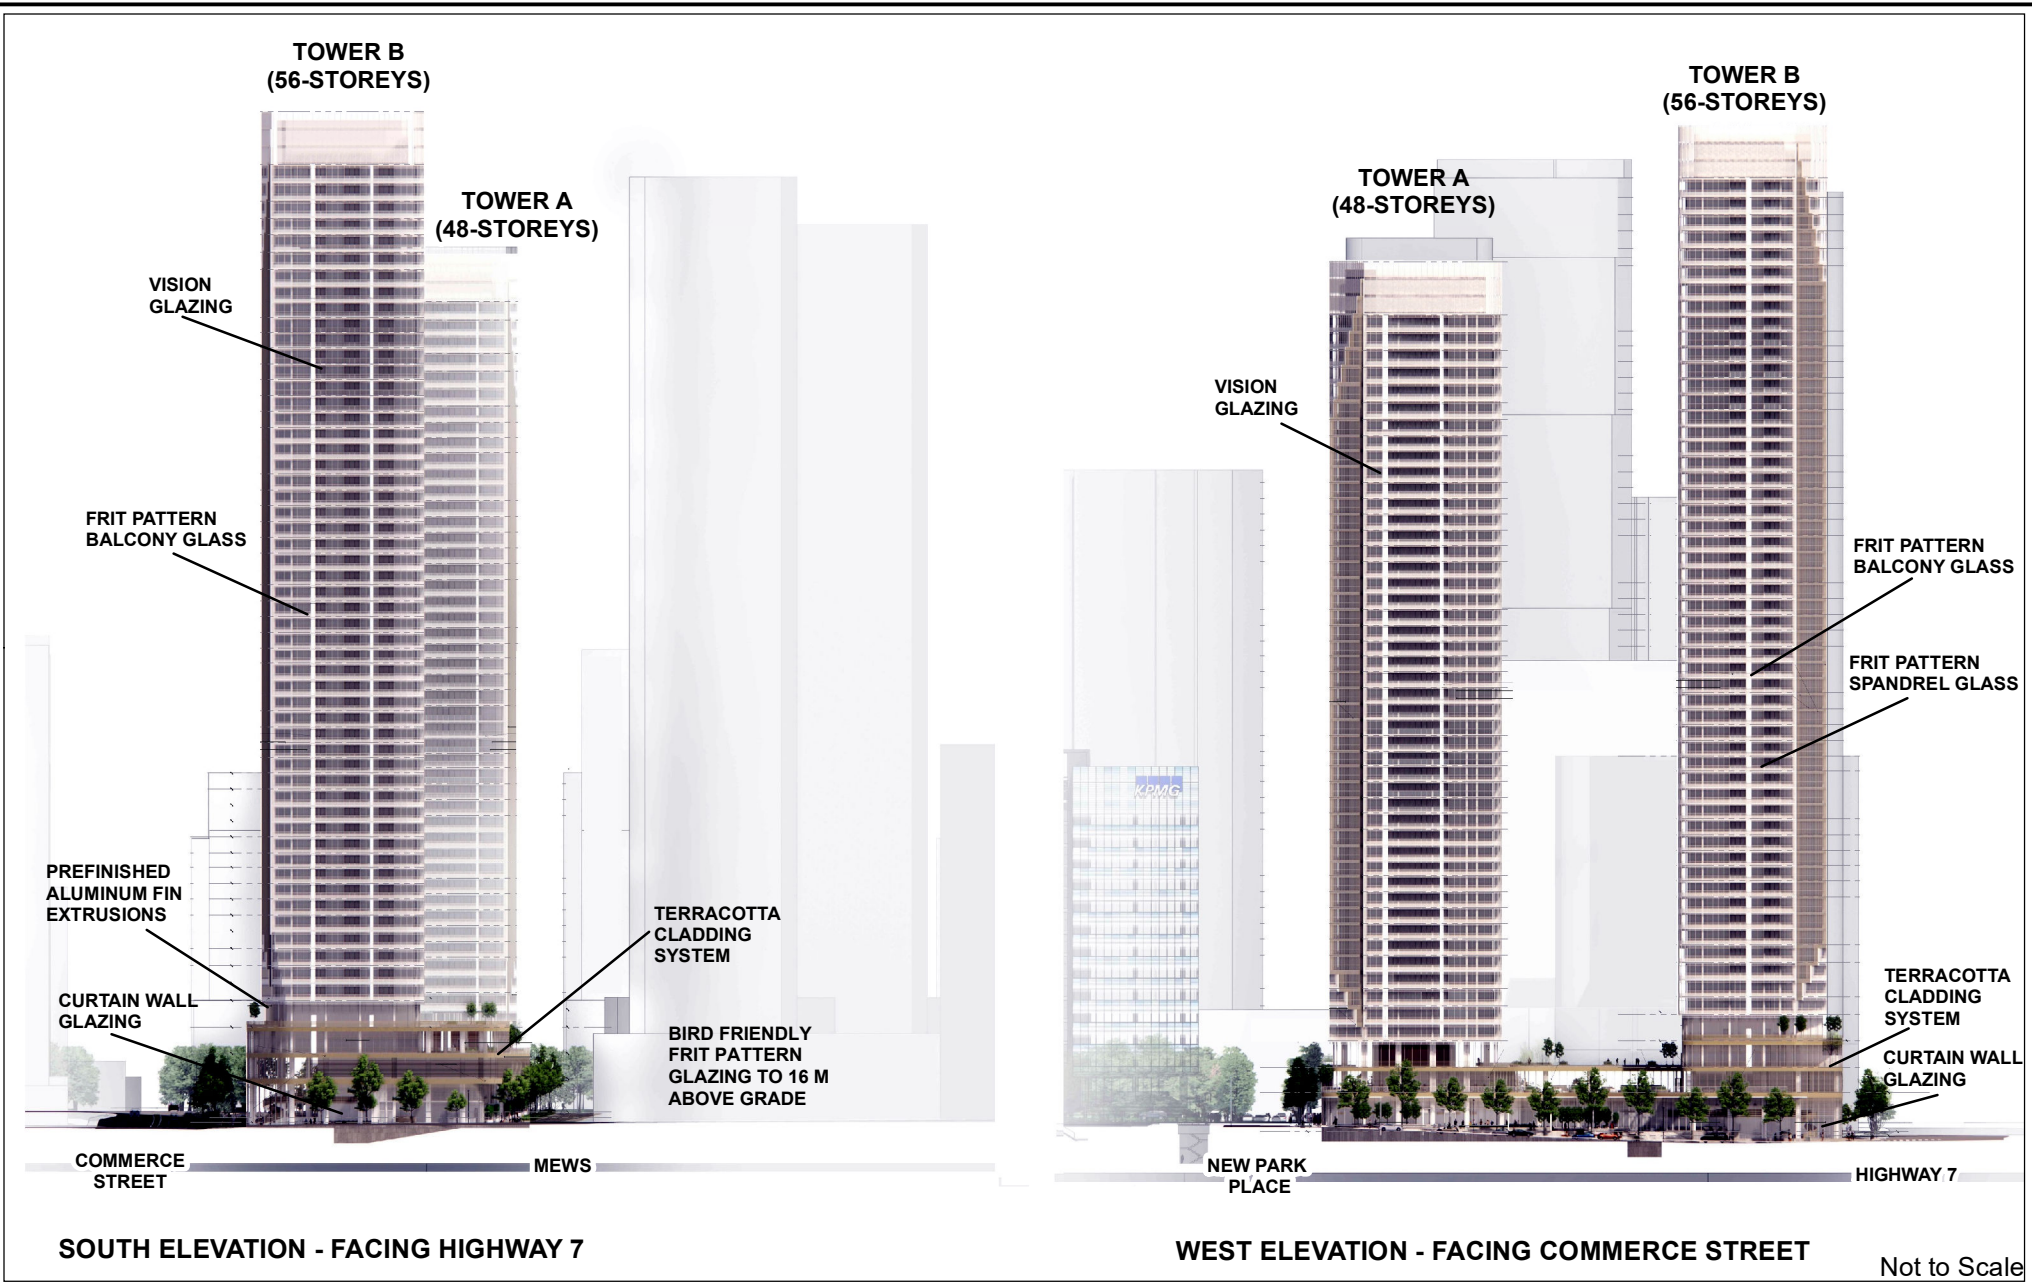 TOWER B
(56-STOREYS)
TOWER A
(48-STOREYS)
VISION
GLAZING
FRIT PATTERN
BALCONY GLASS
PREFINISHED
ALUMINUM FIN
EXTRUSIONS
CURTAIN WALL
GLAZING
TERRACOTTA
CLADDING
SYSTEM
BIRD FRIENDLY
FRIT PATTERN
GLAZING TO 16 M
ABOVE GRADE
COMMERCE
STREET
MEWS
SOUTH ELEVATION - FACING HIGHWAY 7
TOWER B
(56-STOREYS)
TOWER A
(48-STOREYS)
VISION
GLAZING
FRIT PATTERN
BALCONY GLASS
FRIT PATTERN
SPANDREL GLASS
KPMG
TERRACOTTA
CLADDING
SYSTEM
CURTAIN WALL
GLAZING
NEW PARK
PLACE
HIGHWAY 7
WEST ELEVATION - FACING COMMERCE STREET
Not to Scale